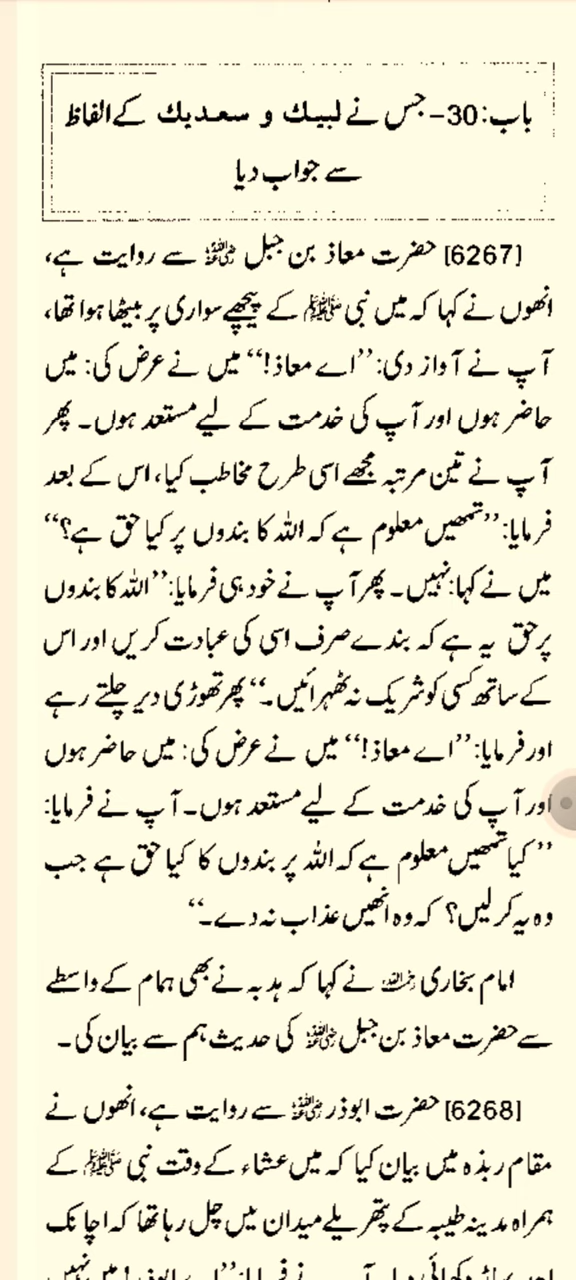 باب: 30- جس نے لبيك و سعديك کے الفاظ
سے جواب دیا
[6267] حضرت معاذ بن جبل ؓ سے روایت ہے،
انھوں نے کہا کہ میں نبی ﷺ کے پیچھے سواری پر بیٹھا ہوا تھا،
آپ نے آواز دی: ’’اے معاذ!‘‘ میں نے عرض کی: میں
حاضر ہوں اور آپ کی خدمت کے لیے مستعد ہوں۔ پھر
آپ نے تین مرتبہ مجھے اسی طرح مخاطب کیا، اس کے بعد
فرمایا: ’’تمھیں معلوم ہے کہ اللہ کا بندوں پر کیا حق ہے؟‘‘
میں نے کہا: نہیں۔ پھر آپ نے خود ہی فرمایا: ’’اللہ کا بندوں
پر حق یہ ہے کہ بندے صرف اسی کی عبادت کریں اور اس
کے ساتھ کسی کو شریک نہ ٹھہرائیں۔‘‘ پھر تھوڑی دیر چلتے رہے
اور فرمایا: ’’اے معاذ!‘‘ میں نے عرض کی: میں حاضر ہوں
اور آپ کی خدمت کے لیے مستعد ہوں۔ آپ نے فرمایا:
’’کیا تمھیں معلوم ہے کہ اللہ پر بندوں کا کیا حق ہے جب
وہ یہ کر لیں؟ کہ وہ انھیں عذاب نہ دے۔‘‘
امام بخاری ؒ نے کہا کہ ہدبہ نے بھی ہمام کے واسطے
سے حضرت معاذ بن جبل ؓ کی حدیث ہم سے بیان کی۔
[6268] حضرت ابوذر ؓ سے روایت ہے، انھوں نے
مقام ربذہ میں بیان کیا کہ میں عشاء کے وقت نبی ﷺ کے
ہمراہ مدینہ طیبہ کے پتھریلے میدان میں چل رہا تھا کہ اچانک